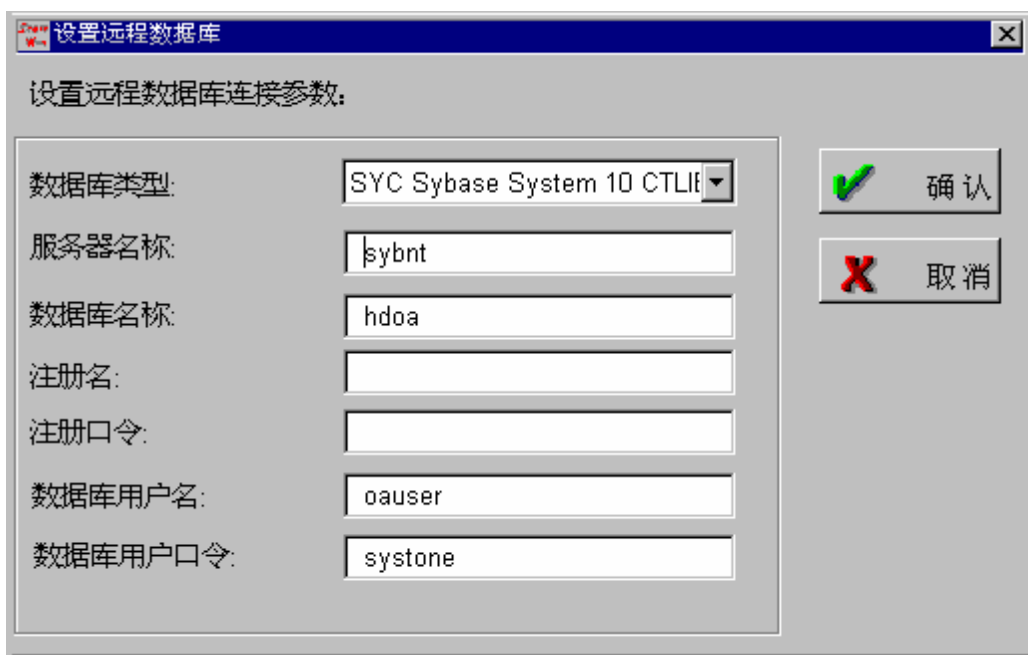 设置远程数据库
设置远程数据库连接参数:
数据库类型: SYC Sybase System 10 CTLIB
确 认
服务器名称: sybnt
取 消
数据库名称: hdoa
注册名:
注册口令:
数据库用户名: oauser
数据库用户口令: systone